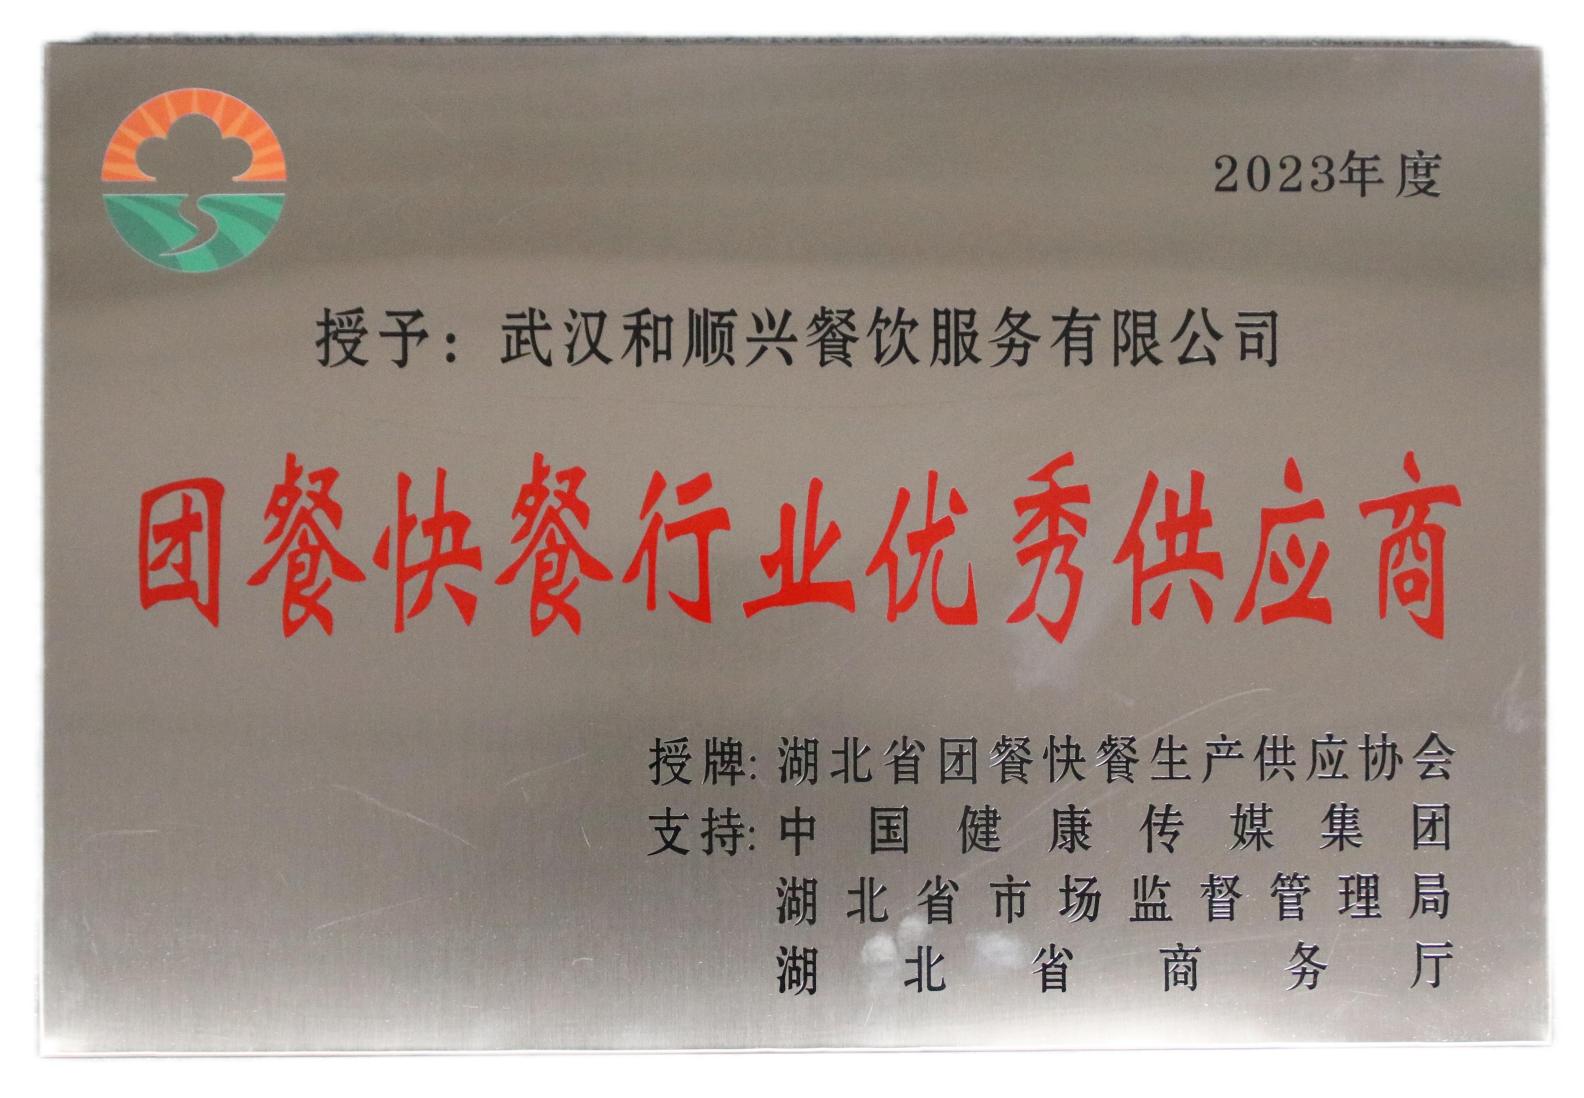 2023年度
授予：武汉和顺兴餐饮服务有限公司
团餐快餐行业优秀供应商
授牌：湖北省团餐快餐生产供应协会
支持：中国健康传媒集团
湖北省市场监督管理局
湖北省商务厅